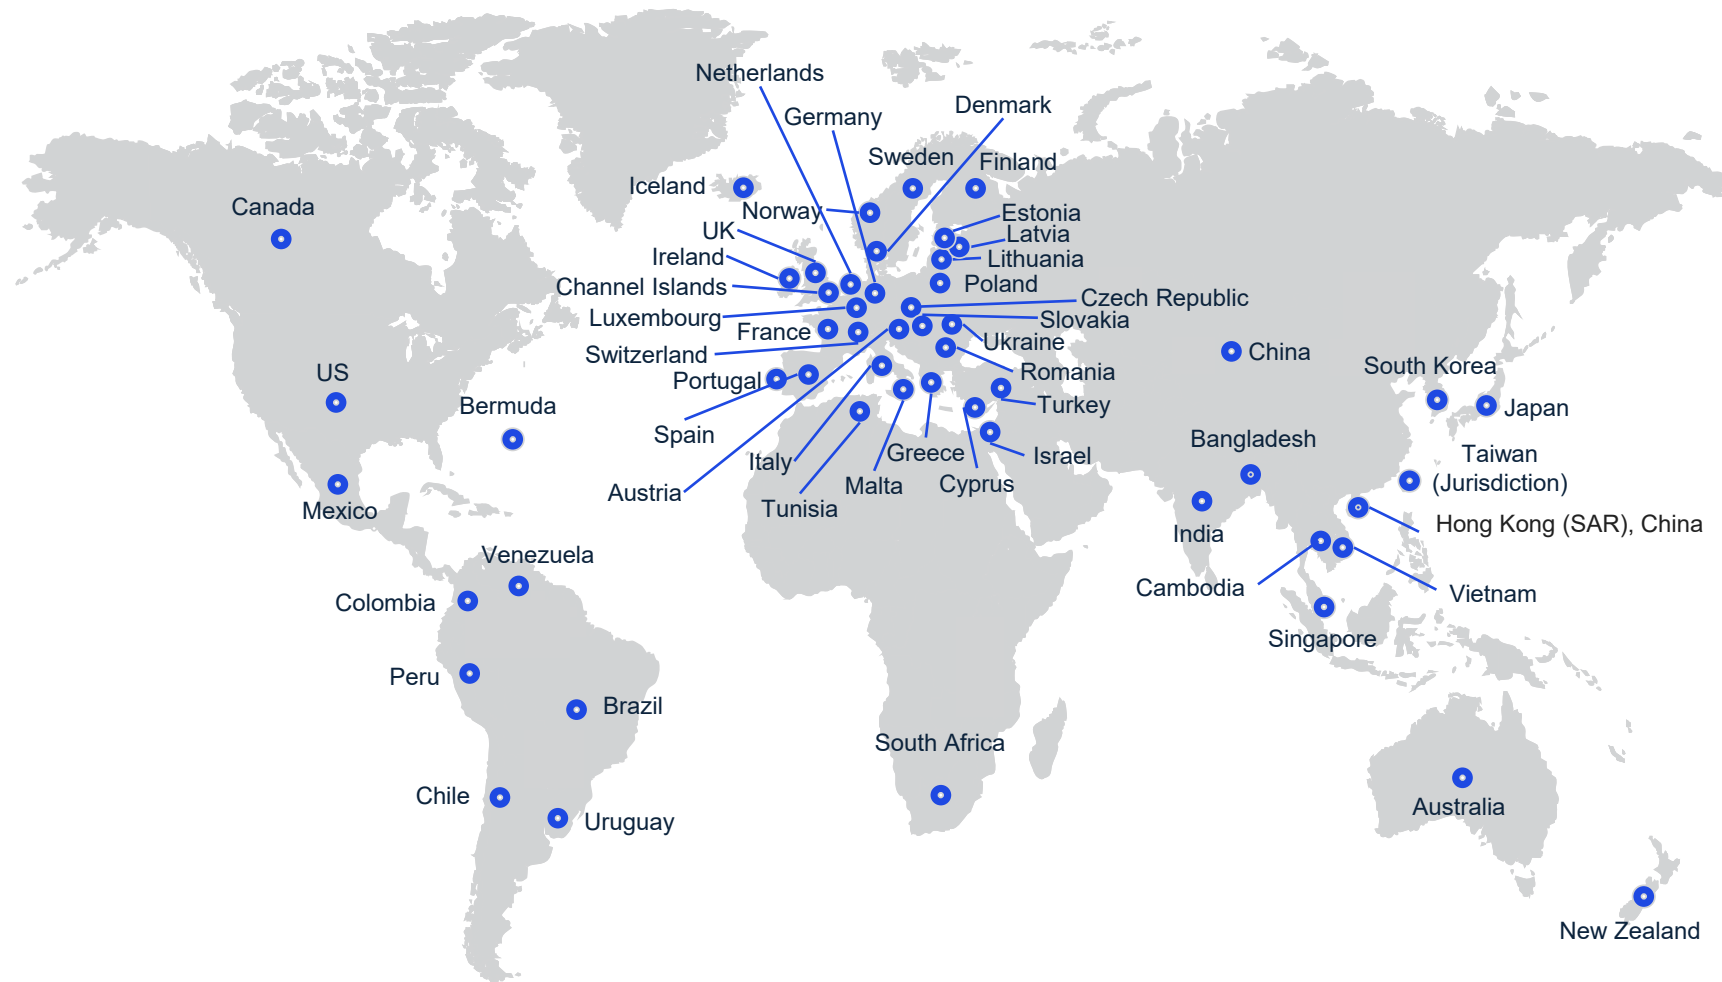 Netherlands
Denmark
Germany
Sweden
Finland
Iceland
Canada
Norway
Estonia
UK
Latvia
Ireland
Lithuania
Channel Islands
Poland
Czech Republic
Luxembourg
Slovakia
France
Ukraine
Switzerland
China
South Korea
US
Portugal
Romania
Bermuda
Turkey
Japan
Spain
Bangladesh
Greece
Israel
Taiwan
(Jurisdiction)
Italy
Malta
Cyprus
Austria
Tunisia
Mexico
Hong Kong (SAR), China
India
Venezuela
Cambodia
Vietnam
Colombia
Singapore
Peru
Brazil
South Africa
Chile
Australia
Uruguay
New Zealand